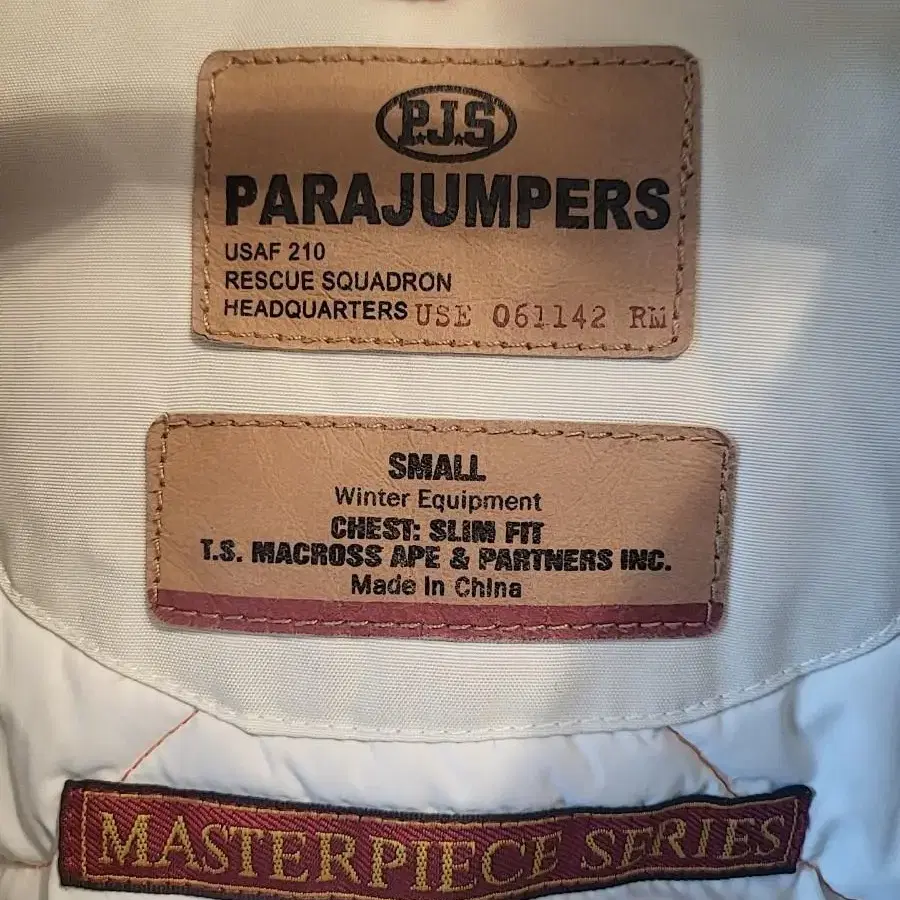 P.J.S
PARAJUMPERS
USAF 210
RESCUE SQUADRON
HEADQUARTERS USE 061142 RM
SMALL
Winter Equipment
CHEST: SLIM FIT
T.S. MACROSS APE & PARTNERS INC.
Made In China
MASTERPIECE SERIES